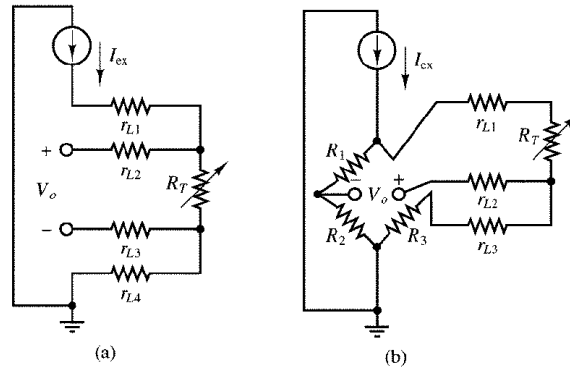 I_ex
r_L1
+
r_L2
V_o
R_T
−
r_L3
r_L4
(a)
I_ex
r_L1
R_1
R_T
− V_o +
r_L2
R_2
R_3
r_L3
(b)